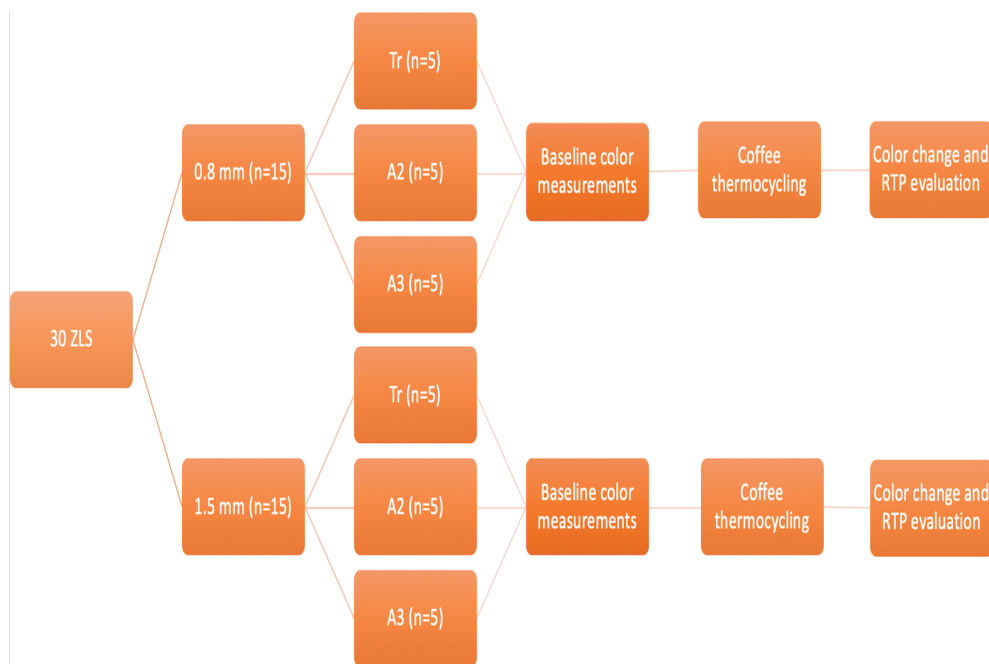 30 ZLS
0.8 mm (n=15)
Tr (n=5)
A2 (n=5)
A3 (n=5)
Baseline color
measurements
Coffee
thermocycling
Color change and
RTP evaluation
1.5 mm (n=15)
Tr (n=5)
A2 (n=5)
A3 (n=5)
Baseline color
measurements
Coffee
thermocycling
Color change and
RTP evaluation